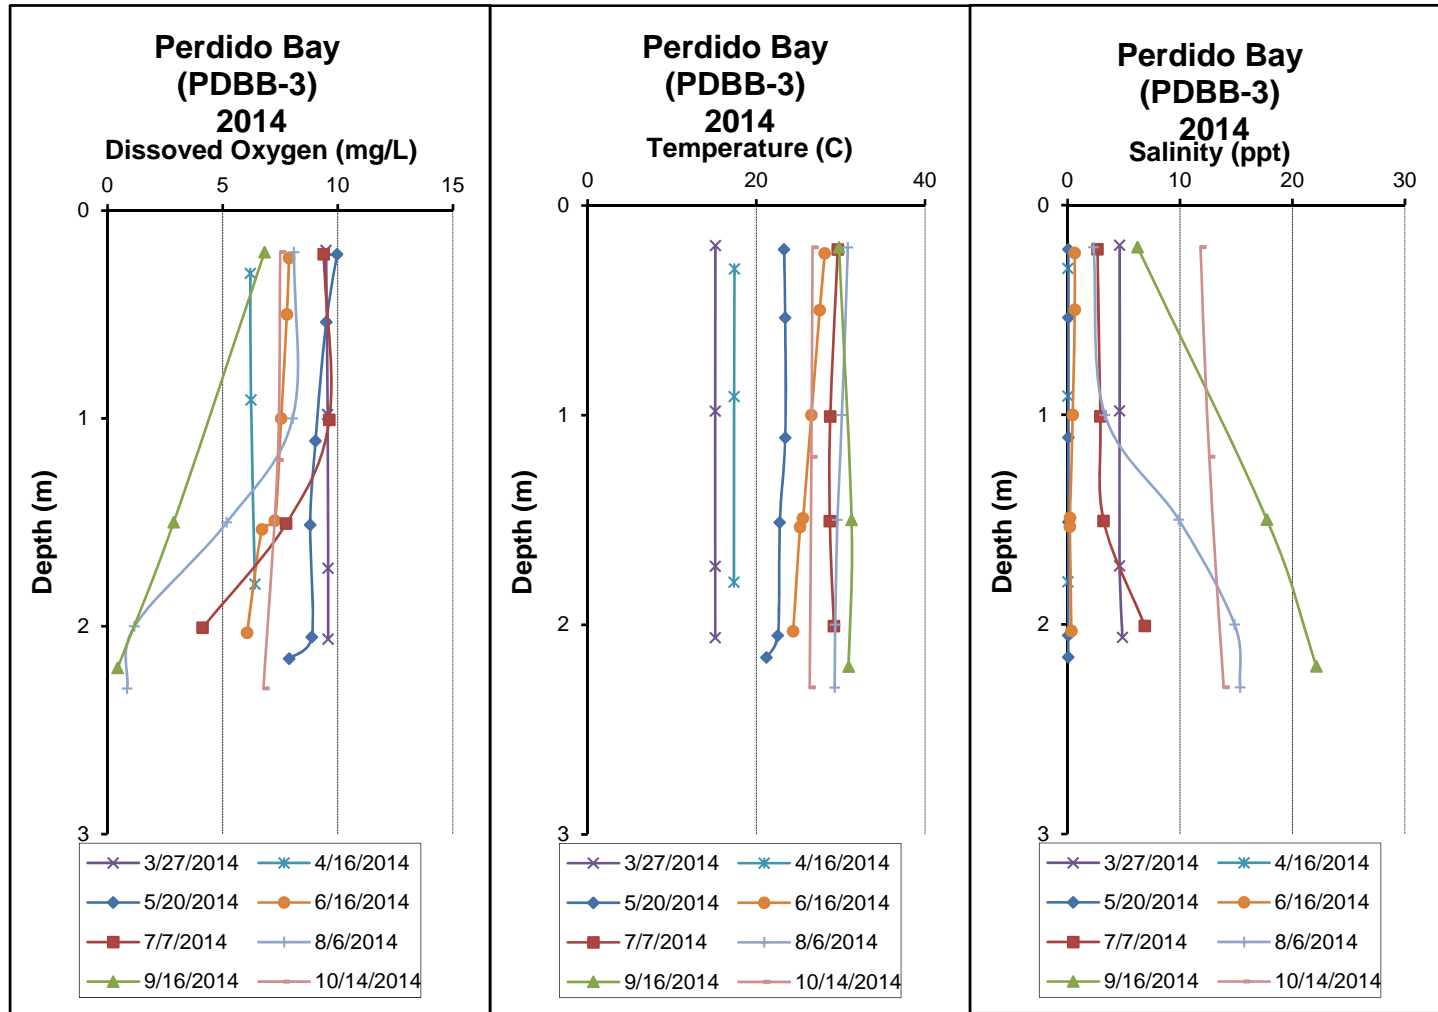 Perdido Bay
(PDBB-3)
2014
Dissoved Oxygen (mg/L)
0 5 10 15
0
1
2
3
Depth (m)
3/27/2014 4/16/2014
5/20/2014 6/16/2014
7/7/2014 8/6/2014
9/16/2014 10/14/2014
Perdido Bay
(PDBB-3)
2014
Temperature (C)
0 20 40
0
1
2
3
Depth (m)
3/27/2014 4/16/2014
5/20/2014 6/16/2014
7/7/2014 8/6/2014
9/16/2014 10/14/2014
Perdido Bay
(PDBB-3)
2014
Salinity (ppt)
0 10 20 30
0
1
2
3
Depth (m)
3/27/2014 4/16/2014
5/20/2014 6/16/2014
7/7/2014 8/6/2014
9/16/2014 10/14/2014